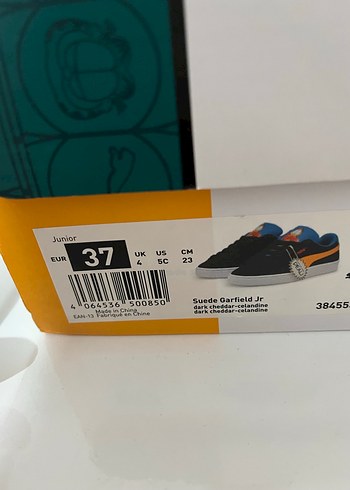 Junior
EUR 37 UK 4 US 5C CM 23
4 064536 500850
Made in China
EAN-13 Fabriqué en Chine
Suede Garfield Jr
dark cheddar-celandine
dark cheddar-celandine
38455